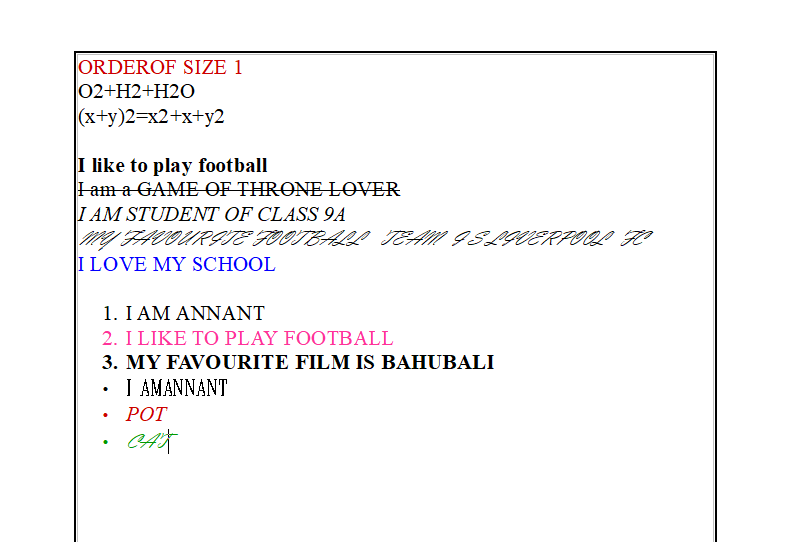 ORDEROF SIZE 1
O2+H2+H2O
(x+y)2=x2+x+y2
I like to play football
I am a GAME OF THRONE LOVER
I AM STUDENT OF CLASS 9A
MY FAVOURITE FOOTBALL TEAM IS LIVERPOOL FC
I LOVE MY SCHOOL
1. I AM ANNANT
2. I LIKE TO PLAY FOOTBALL
3. MY FAVOURITE FILM IS BAHUBALI
• I AMANNANT
• POT
• CAT